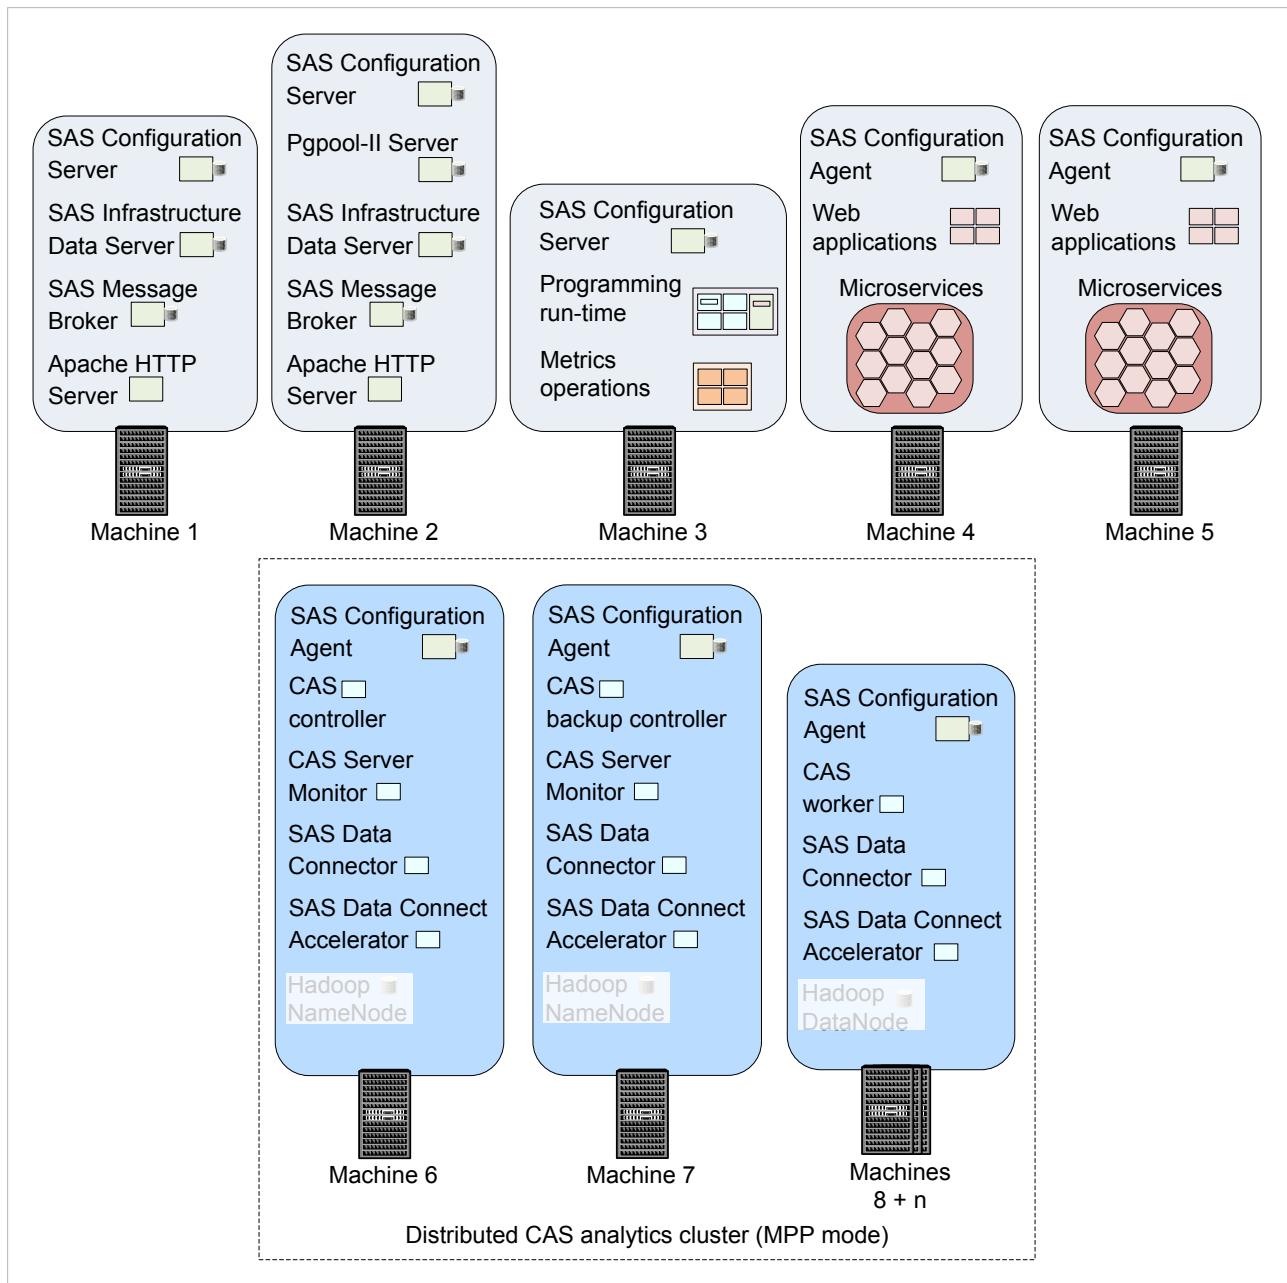 SAS Configuration
Server
SAS Infrastructure
Data Server
SAS Message
Broker
Apache HTTP
Server
Machine 1
SAS Configuration
Server
Pgpool-II Server
SAS Infrastructure
Data Server
SAS Message
Broker
Apache HTTP
Server
Machine 2
SAS Configuration
Server
Programming
run-time
Metrics
operations
Machine 3
SAS Configuration
Agent
Web
applications
Microservices
Machine 4
SAS Configuration
Agent
Web
applications
Microservices
Machine 5
SAS Configuration
Agent
CAS
controller
CAS Server
Monitor
SAS Data
Connector
SAS Data Connect
Accelerator
Hadoop
NameNode
Machine 6
SAS Configuration
Agent
CAS
backup controller
CAS Server
Monitor
SAS Data
Connector
SAS Data Connect
Accelerator
Hadoop
NameNode
Machine 7
SAS Configuration
Agent
CAS
worker
SAS Data
Connector
SAS Data Connect
Accelerator
Hadoop
DataNode
Machines
8 + n
Distributed CAS analytics cluster (MPP mode)